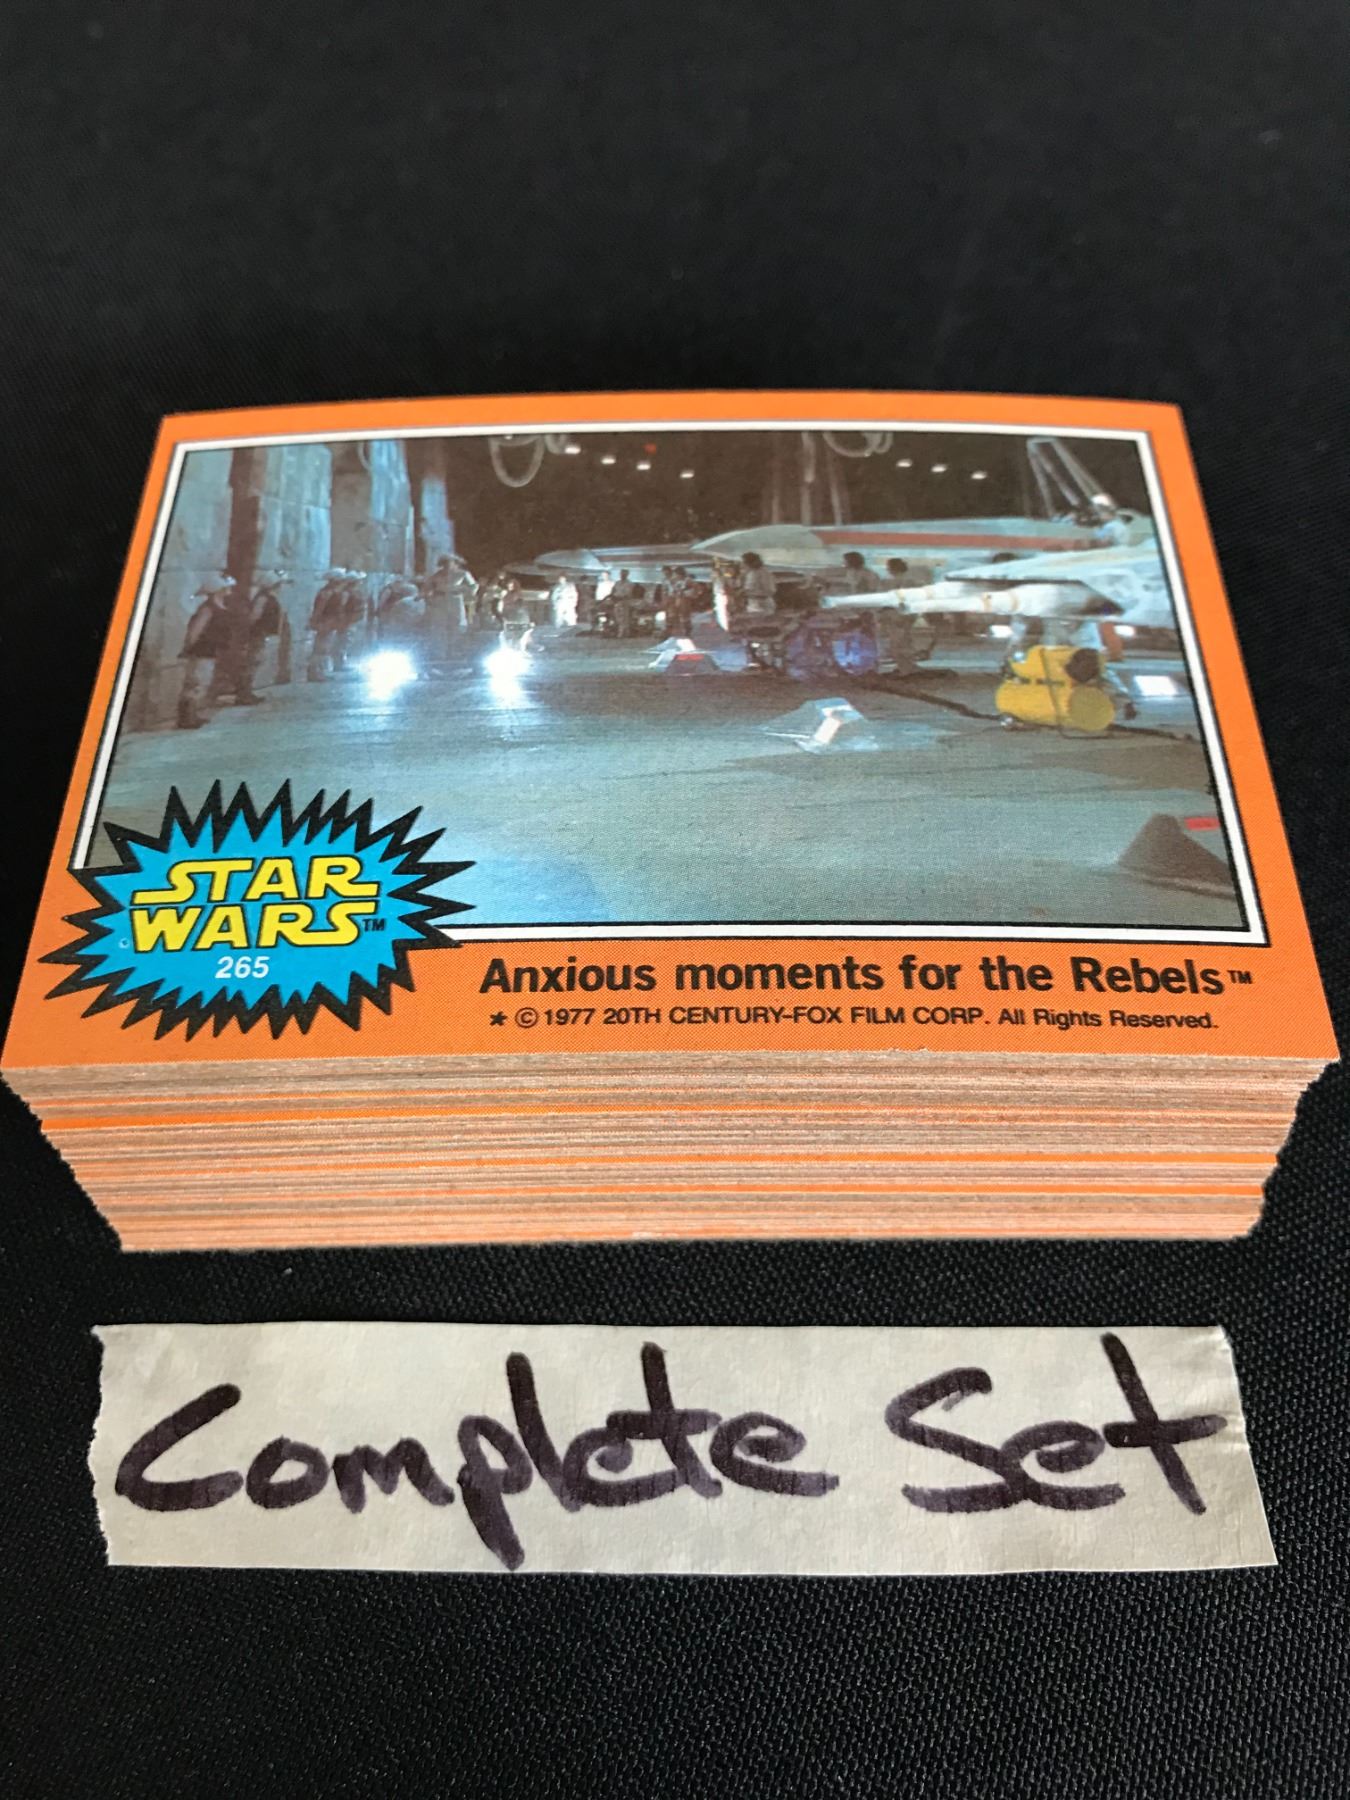 STAR
WARS™
265
Anxious moments for the Rebels™
* © 1977 20TH CENTURY-FOX FILM CORP. All Rights Reserved.
Complete Set